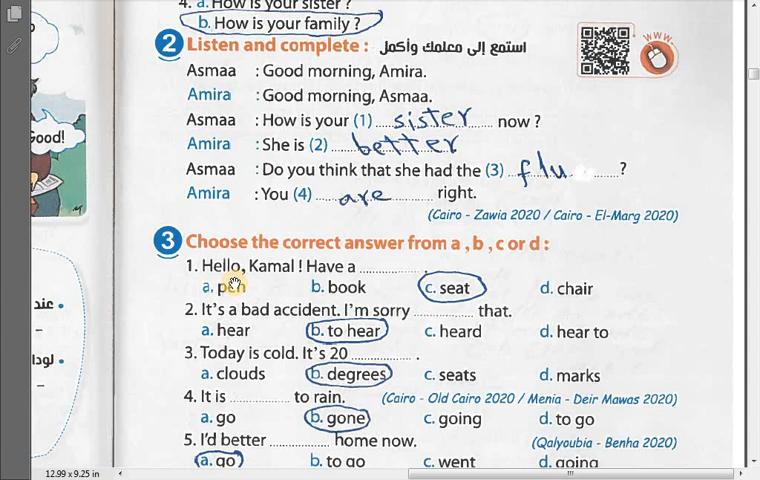 4. a. How is your sister ?
b. How is your family ?
2 Listen and complete : استمع إلى معلمك وأكمل
WWW.
Asmaa : Good morning, Amira.
Amira : Good morning, Asmaa.
Asmaa : How is your (1) sister now ?
Amira : She is (2) better
Asmaa : Do you think that she had the (3) flu ?
Amira : You (4) are right.
(Cairo - Zawia 2020 / Cairo - El-Marg 2020)
Good!
3 Choose the correct answer from a , b , c or d :
1. Hello, Kamal ! Have a .............. .
a. pen b. book c. seat d. chair
2. It's a bad accident. I'm sorry .............. that.
a. hear b. to hear c. heard d. hear to
3. Today is cold. It's 20 .............. .
a. clouds b. degrees c. seats d. marks
4. It is .............. to rain. (Cairo - Old Cairo 2020 / Menia - Deir Mawas 2020)
a. go b. gone c. going d. to go
5. I'd better .............. home now. (Qalyoubia - Benha 2020)
a. go b. to go c. went d. going
عند
لودا
12.99 x 9.25 in